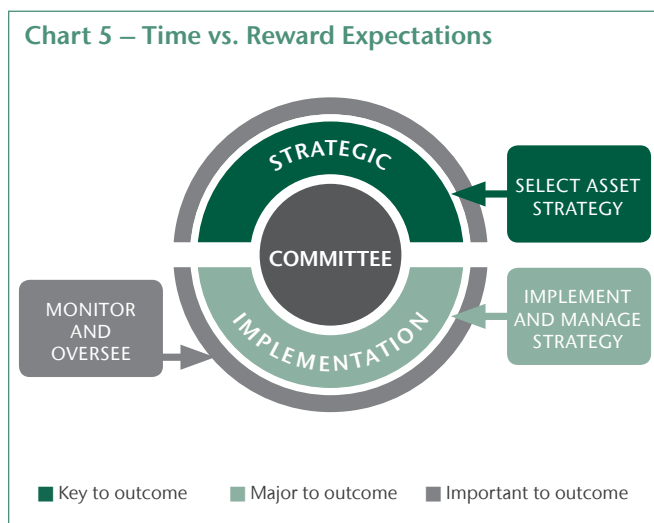 Chart 5 – Time vs. Reward Expectations
STRATEGIC
SELECT ASSET
STRATEGY
COMMITTEE
MONITOR
AND
OVERSEE
IMPLEMENTATION
IMPLEMENT
AND MANAGE
STRATEGY
Key to outcome
Major to outcome
Important to outcome